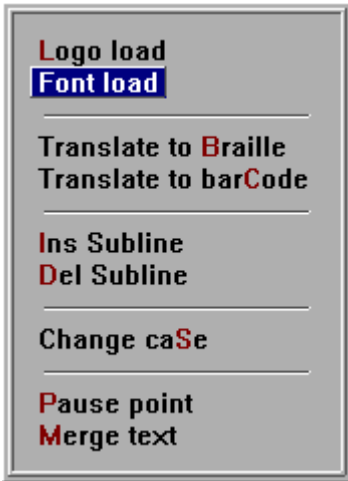 Logo load
Font load
Translate to Braille
Translate to barCode
Ins Subline
Del Subline
Change caSe
Pause point
Merge text